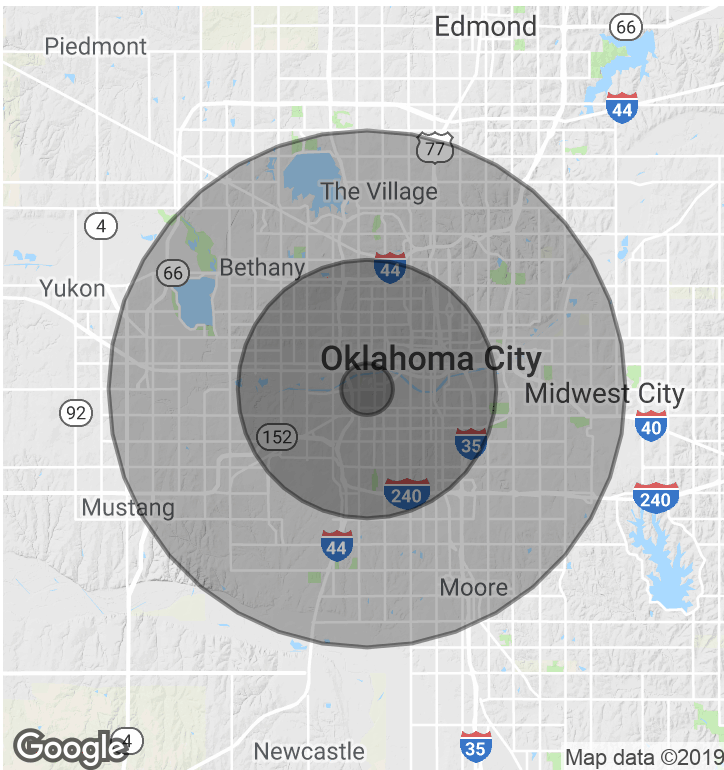 Edmond
66
Piedmont
44
77
The Village
4
66
Bethany
44
Yukon
Oklahoma City
Midwest City
92
40
152
35
240
240
Mustang
44
Moore
Google
4
35
Newcastle
Map data ©2019